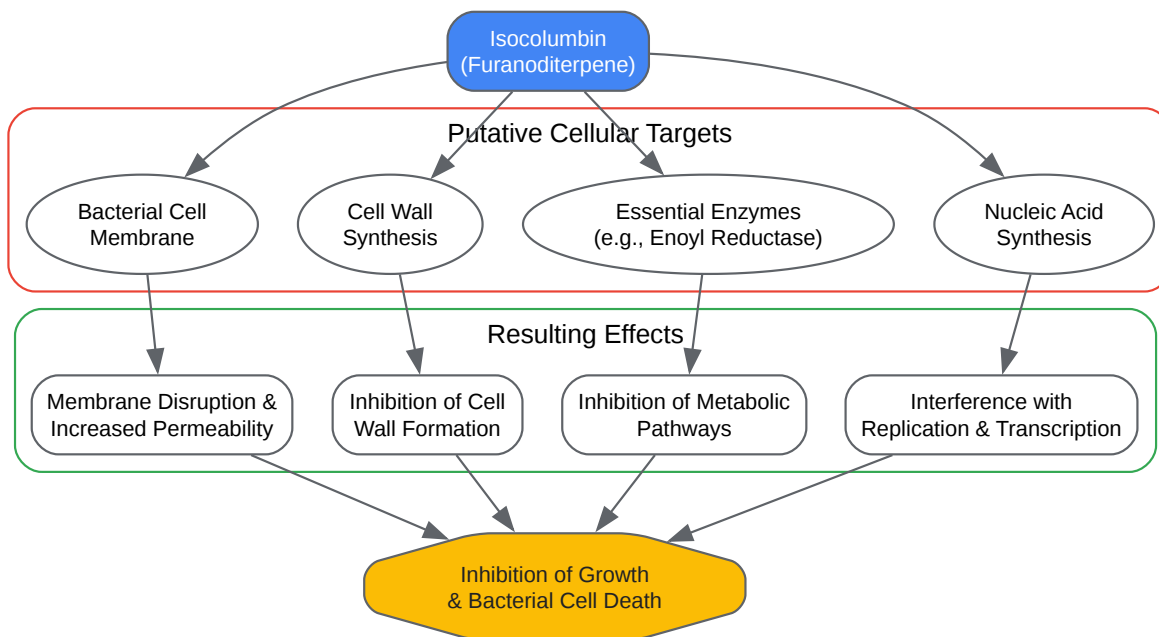 Isocolumbin
(Furanoditerpene)
Putative Cellular Targets
Bacterial Cell
Membrane
Cell Wall
Synthesis
Essential Enzymes
(e.g., Enoyl Reductase)
Nucleic Acid
Synthesis
Resulting Effects
Membrane Disruption &
Increased Permeability
Inhibition of Cell
Wall Formation
Inhibition of Metabolic
Pathways
Interference with
Replication & Transcription
Inhibition of Growth
& Bacterial Cell Death